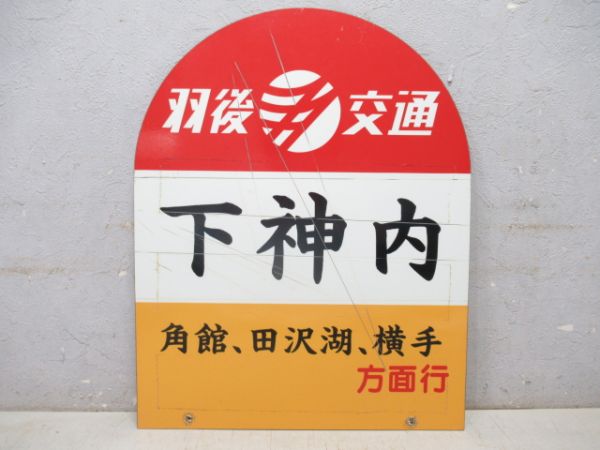 羽後交通
下神内
角館、田沢湖、横手
方面行